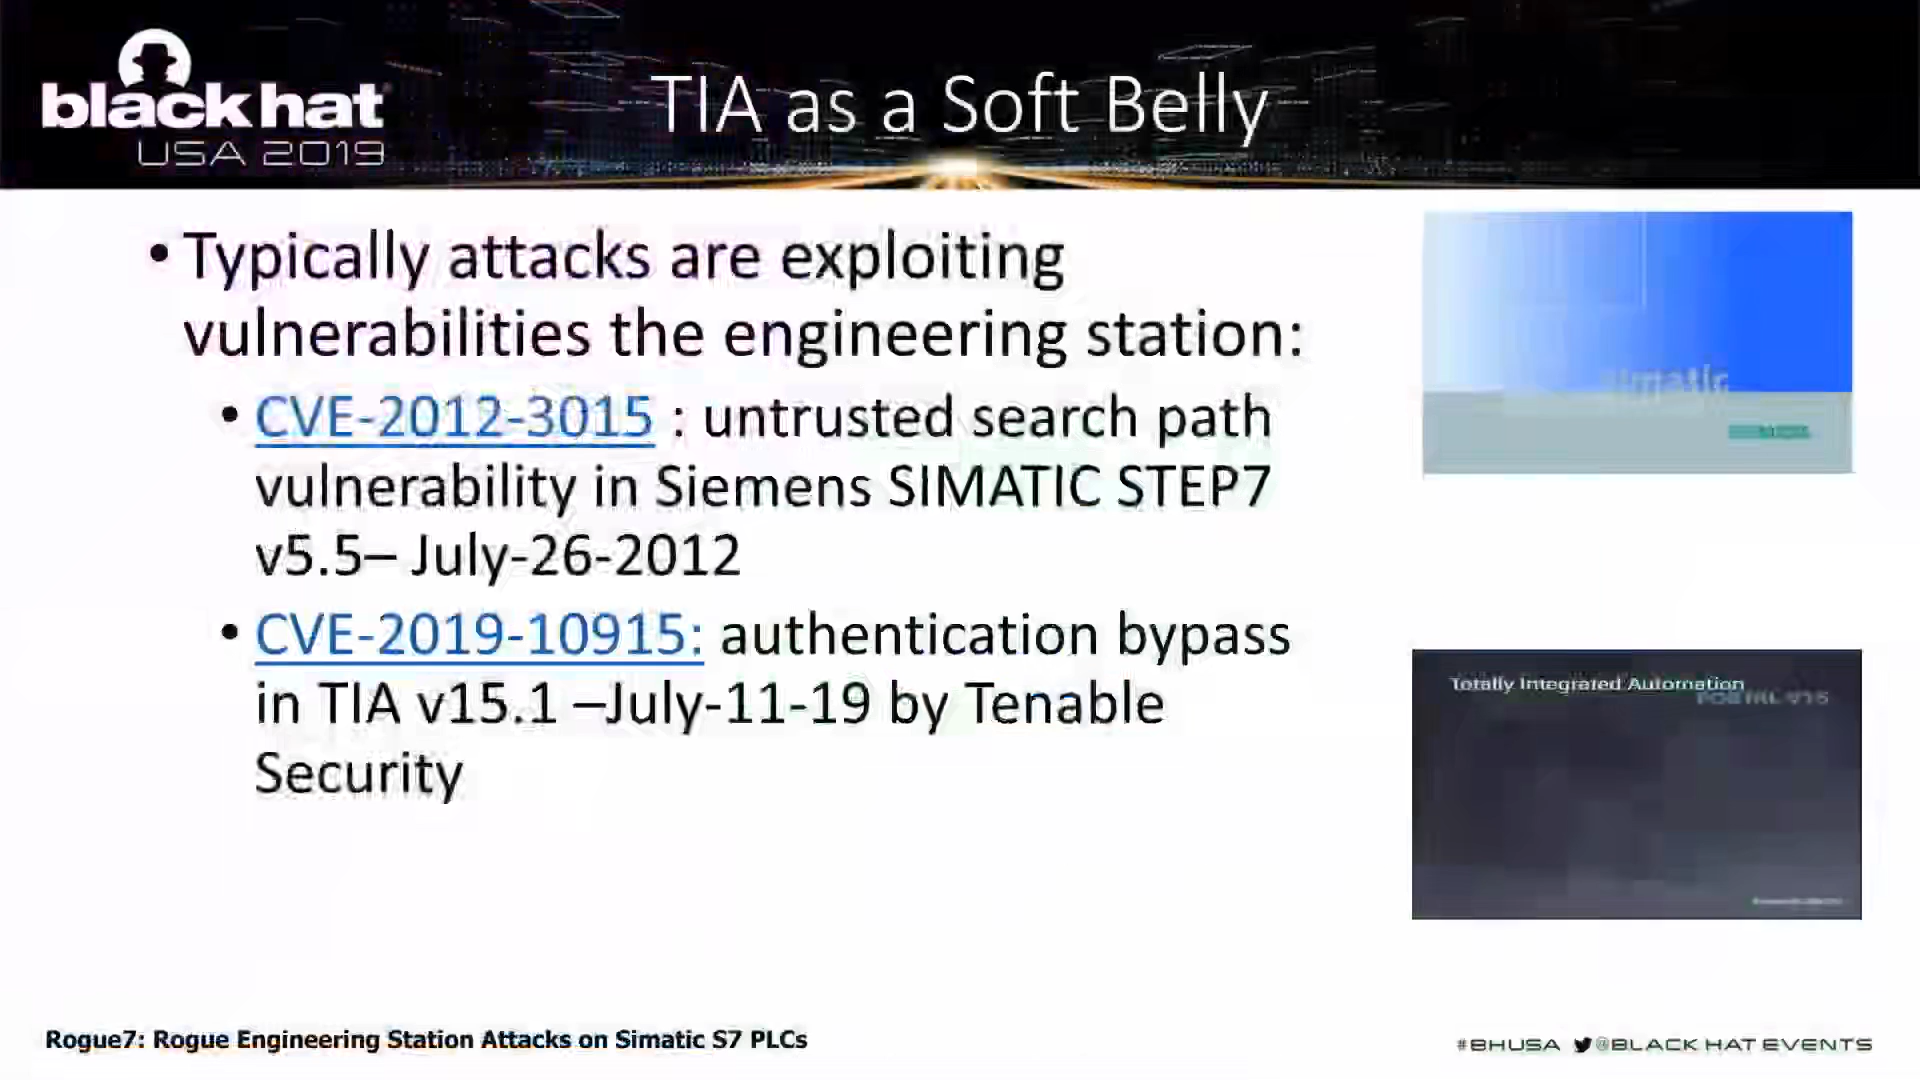 black hat
USA 2019
TIA as a Soft Belly
• Typically attacks are exploiting
vulnerabilities the engineering station:
• CVE-2012-3015 : untrusted search path
vulnerability in Siemens SIMATIC STEP7
v5.5– July-26-2012
• CVE-2019-10915: authentication bypass
in TIA v15.1 –July-11-19 by Tenable
Security
simatic
Totally Integrated Automation
PORTAL V15
Rogue7: Rogue Engineering Station Attacks on Simatic S7 PLCs
#BHUSA @BLACK HAT EVENTS